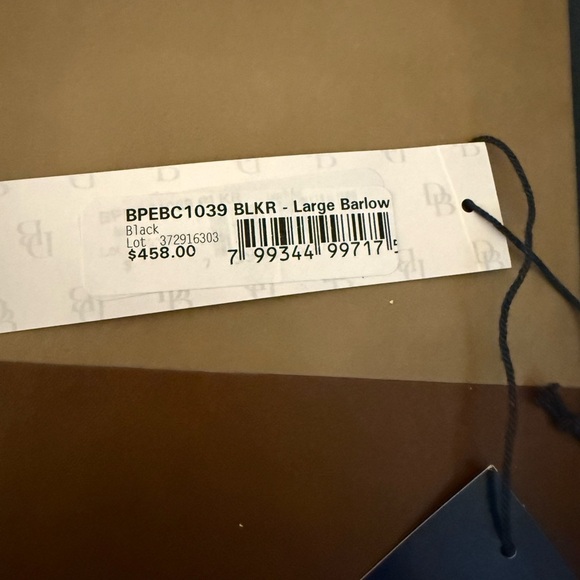 BPEBC1039 BLKR - Large Barlow
Black
Lot 372916303
$458.00
7 99344 99717